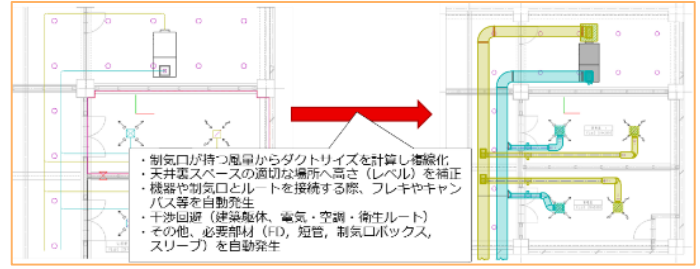 ・制気口が持つ風量からダクトリイズを計算し複線化
・天井裏スペースの適切な場所へ高さ（レベル）を補正
・機器や制気口とルートを接続する際、フレキやキャン
バス等を自動発生
・干渉回避（建築躯体、電気・空調・衛生ルート）
・その他、必要部材（FD，短管，制気口ボックス，
スリーブ）を自動発生